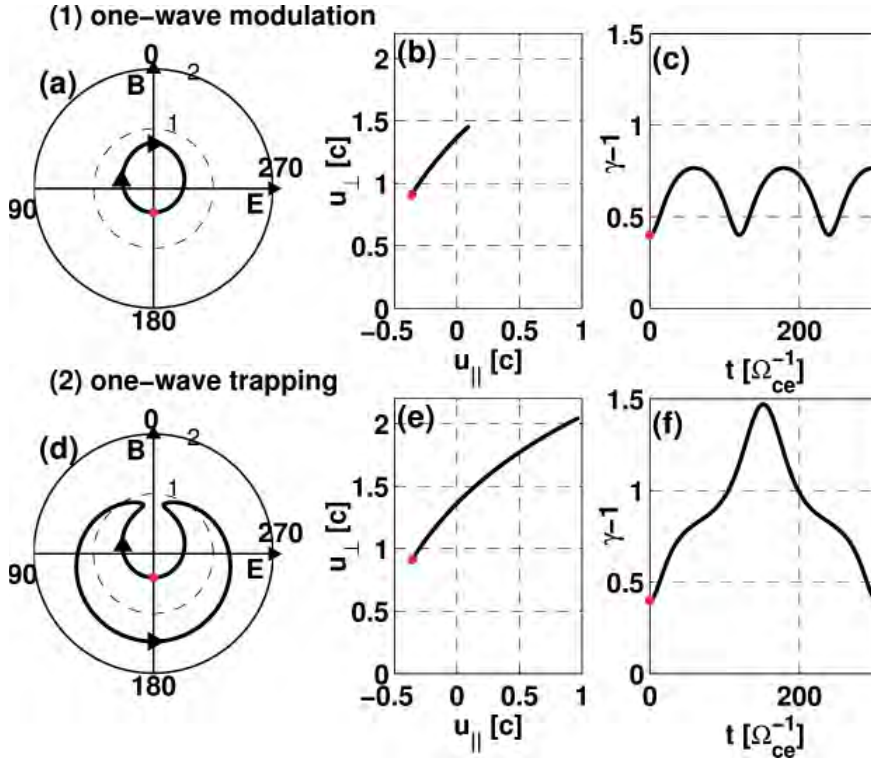 (1) one-wave modulation
(a)
0
B
2
1
270
90
E
180
(b)
u⊥ [c]
2
1.5
1
0.5
0
-0.5 0 0.5 1
u|| [c]
(c)
γ-1
1.5
1
0.5
0
0 200
t [Ωce^-1]
(2) one-wave trapping
(d)
0
B
2
1
270
90
E
180
(e)
u⊥ [c]
2
1.5
1
0.5
0
-0.5 0 0.5 1
u|| [c]
(f)
γ-1
1.5
1
0.5
0
0 200
t [Ωce^-1]